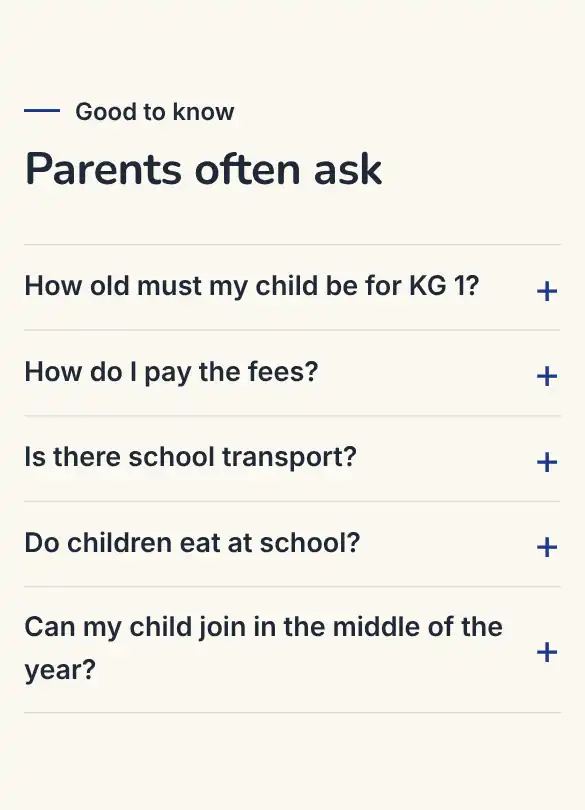 Good to know
Parents often ask
How old must my child be for KG 1?
How do I pay the fees?
Is there school transport?
Do children eat at school?
Can my child join in the middle of the
year?